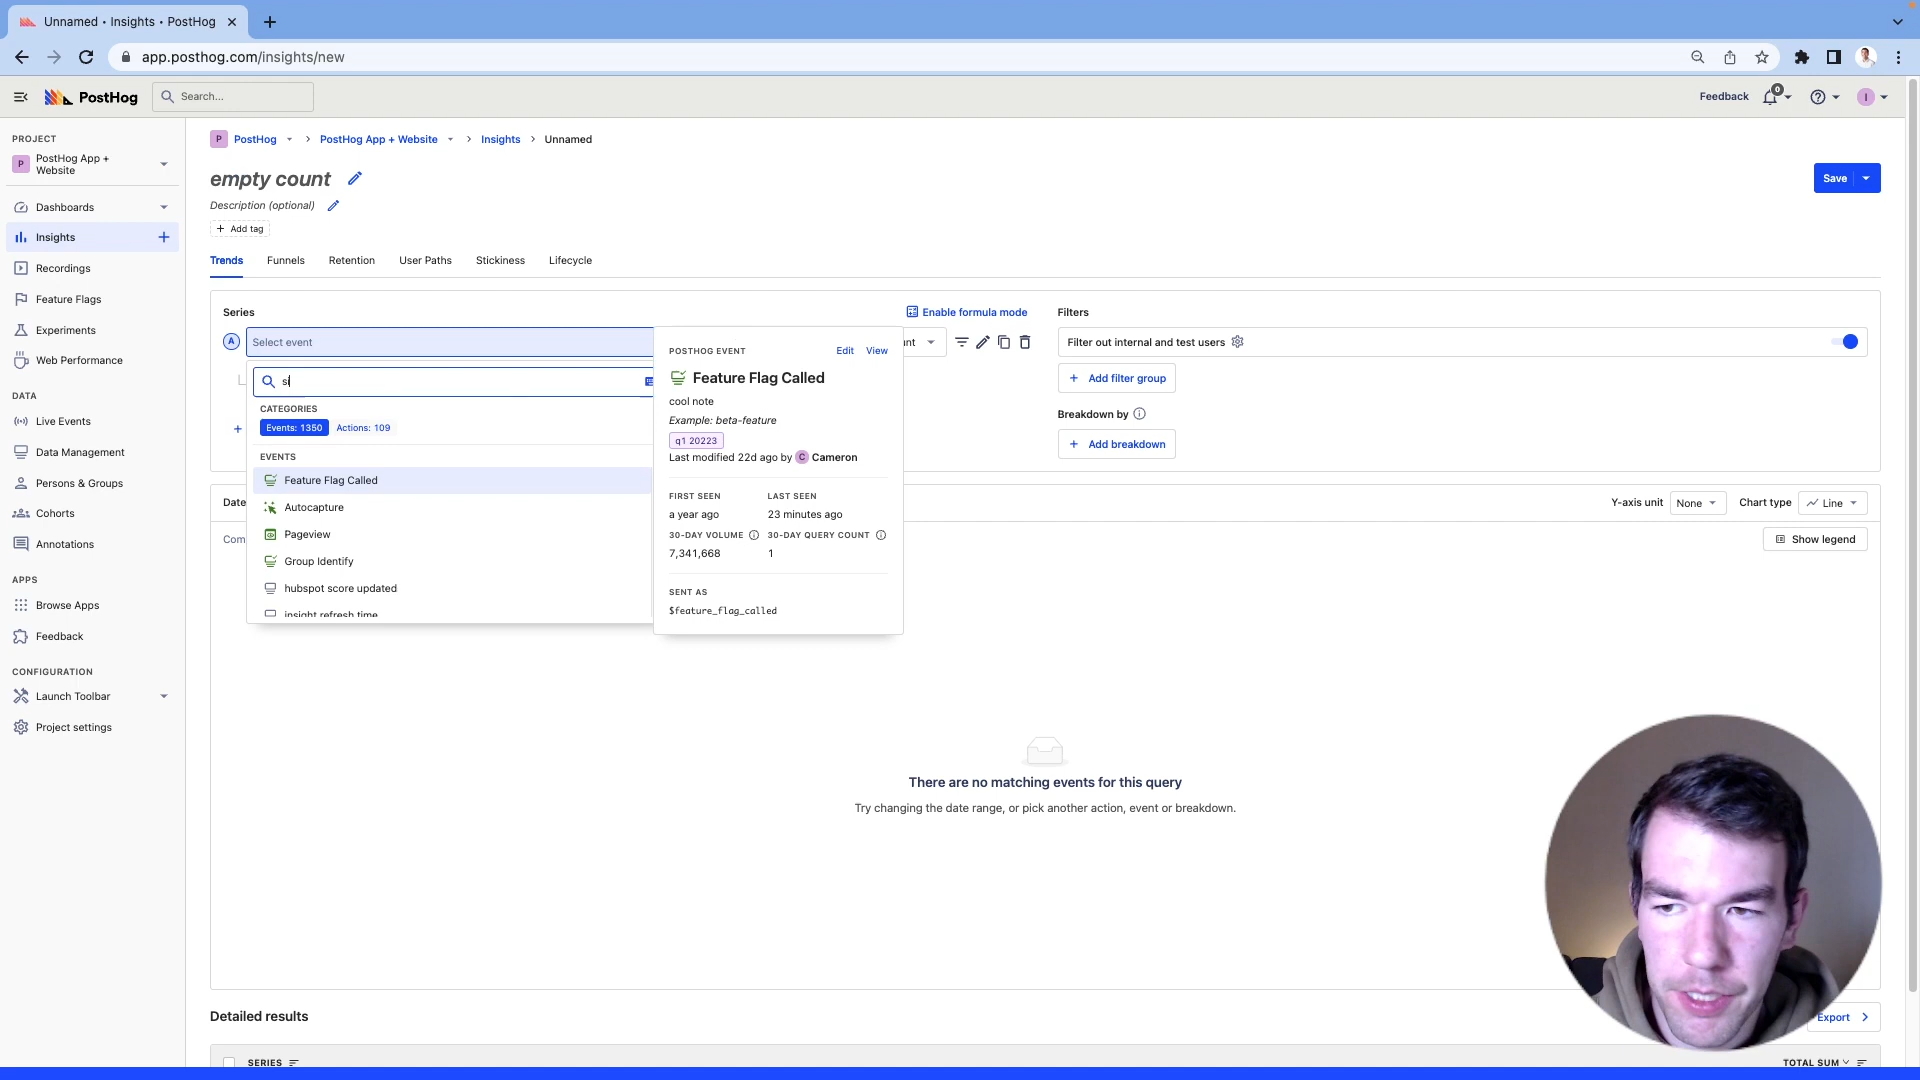 Unnamed • Insights • PostHog
app.posthog.com/insights/new
PostHog
Search...
Feedback
0
I
PROJECT
P
PostHog App +
Website
Dashboards
Insights
Recordings
Feature Flags
Experiments
Web Performance
DATA
Live Events
Data Management
Persons & Groups
Cohorts
Annotations
APPS
Browse Apps
Feedback
CONFIGURATION
Launch Toolbar
Project settings
P PostHog > PostHog App + Website > Insights > Unnamed
empty count
Save
Description (optional)
+ Add tag
Trends Funnels Retention User Paths Stickiness Lifecycle
Series
Enable formula mode
A
Select event
si
CATEGORIES
Events: 1350 Actions: 109
EVENTS
Feature Flag Called
Autocapture
Pageview
Group Identify
hubspot score updated
insight refresh time
POSTHOG EVENT
Edit View
Feature Flag Called
cool note
Example: beta-feature
q1 20223
Last modified 22d ago by C Cameron
FIRST SEEN LAST SEEN
a year ago 23 minutes ago
30-DAY VOLUME 30-DAY QUERY COUNT
7,341,668 1
SENT AS
$feature_flag_called
Filters
Filter out internal and test users
+ Add filter group
Breakdown by
+ Add breakdown
Date
Com
Y-axis unit None Chart type Line
Show legend
There are no matching events for this query
Try changing the date range, or pick another action, event or breakdown.
Detailed results
Export
SERIES
TOTAL SUM